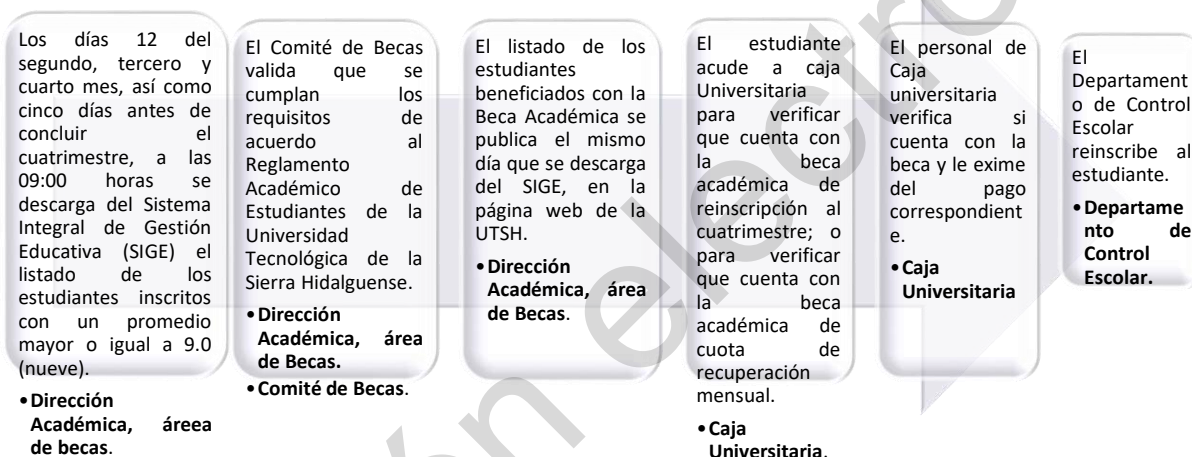 Los días 12 del
segundo, tercero y
cuarto mes, así como
cinco días antes de
concluir el
cuatrimestre, a las
09:00 horas se
descarga del Sistema
Integral de Gestión
Educativa (SIGE) el
listado de los
estudiantes inscritos
con un promedio
mayor o igual a 9.0
(nueve).
•Dirección
Académica, áreea
de becas.
El Comité de Becas
valida que se
cumplan los
requisitos de
acuerdo al
Reglamento
Académico de
Estudiantes de la
Universidad
Tecnológica de la
Sierra Hidalguense.
•Dirección
Académica, área
de Becas.
•Comité de Becas.
El listado de los
estudiantes
beneficiados con la
Beca Académica se
publica el mismo
día que se descarga
del SIGE, en la
página web de la
UTSH.
•Dirección
Académica, área
de Becas.
El estudiante
acude a caja
Universitaria
para verificar
que cuenta con
la beca
académica de
reinscripción al
cuatrimestre; o
para verificar
que cuenta con
la beca
académica de
cuota de
recuperación
mensual.
•Caja
Universitaria.
El personal de
Caja
universitaria
verifica si
cuenta con la
beca y le exime
del pago
correspondient
e.
•Caja
Universitaria
El
Departament
o de Control
Escolar
reinscribe al
estudiante.
•Departame
nto de
Control
Escolar.
ón electro